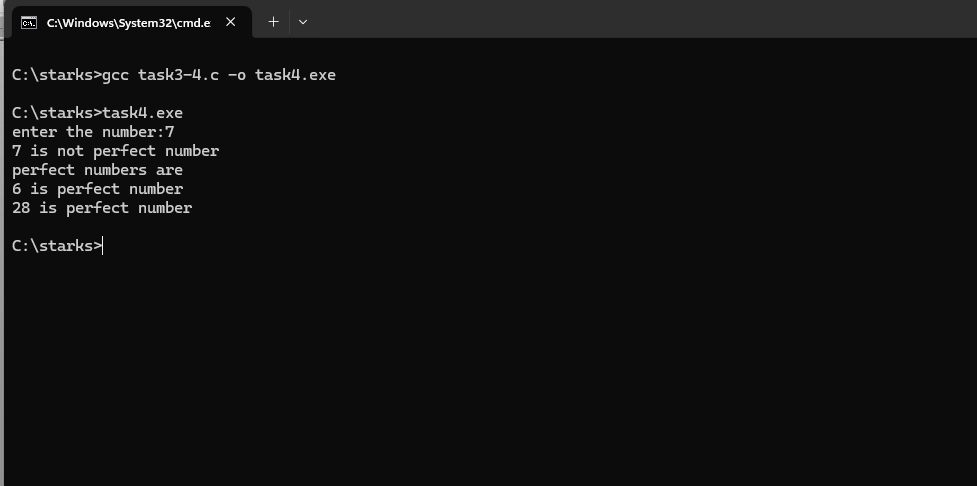 C:\Windows\System32\cmd.e
C:\starks>gcc task3-4.c -o task4.exe
C:\starks>task4.exe
enter the number:7
7 is not perfect number
perfect numbers are
6 is perfect number
28 is perfect number
C:\starks>